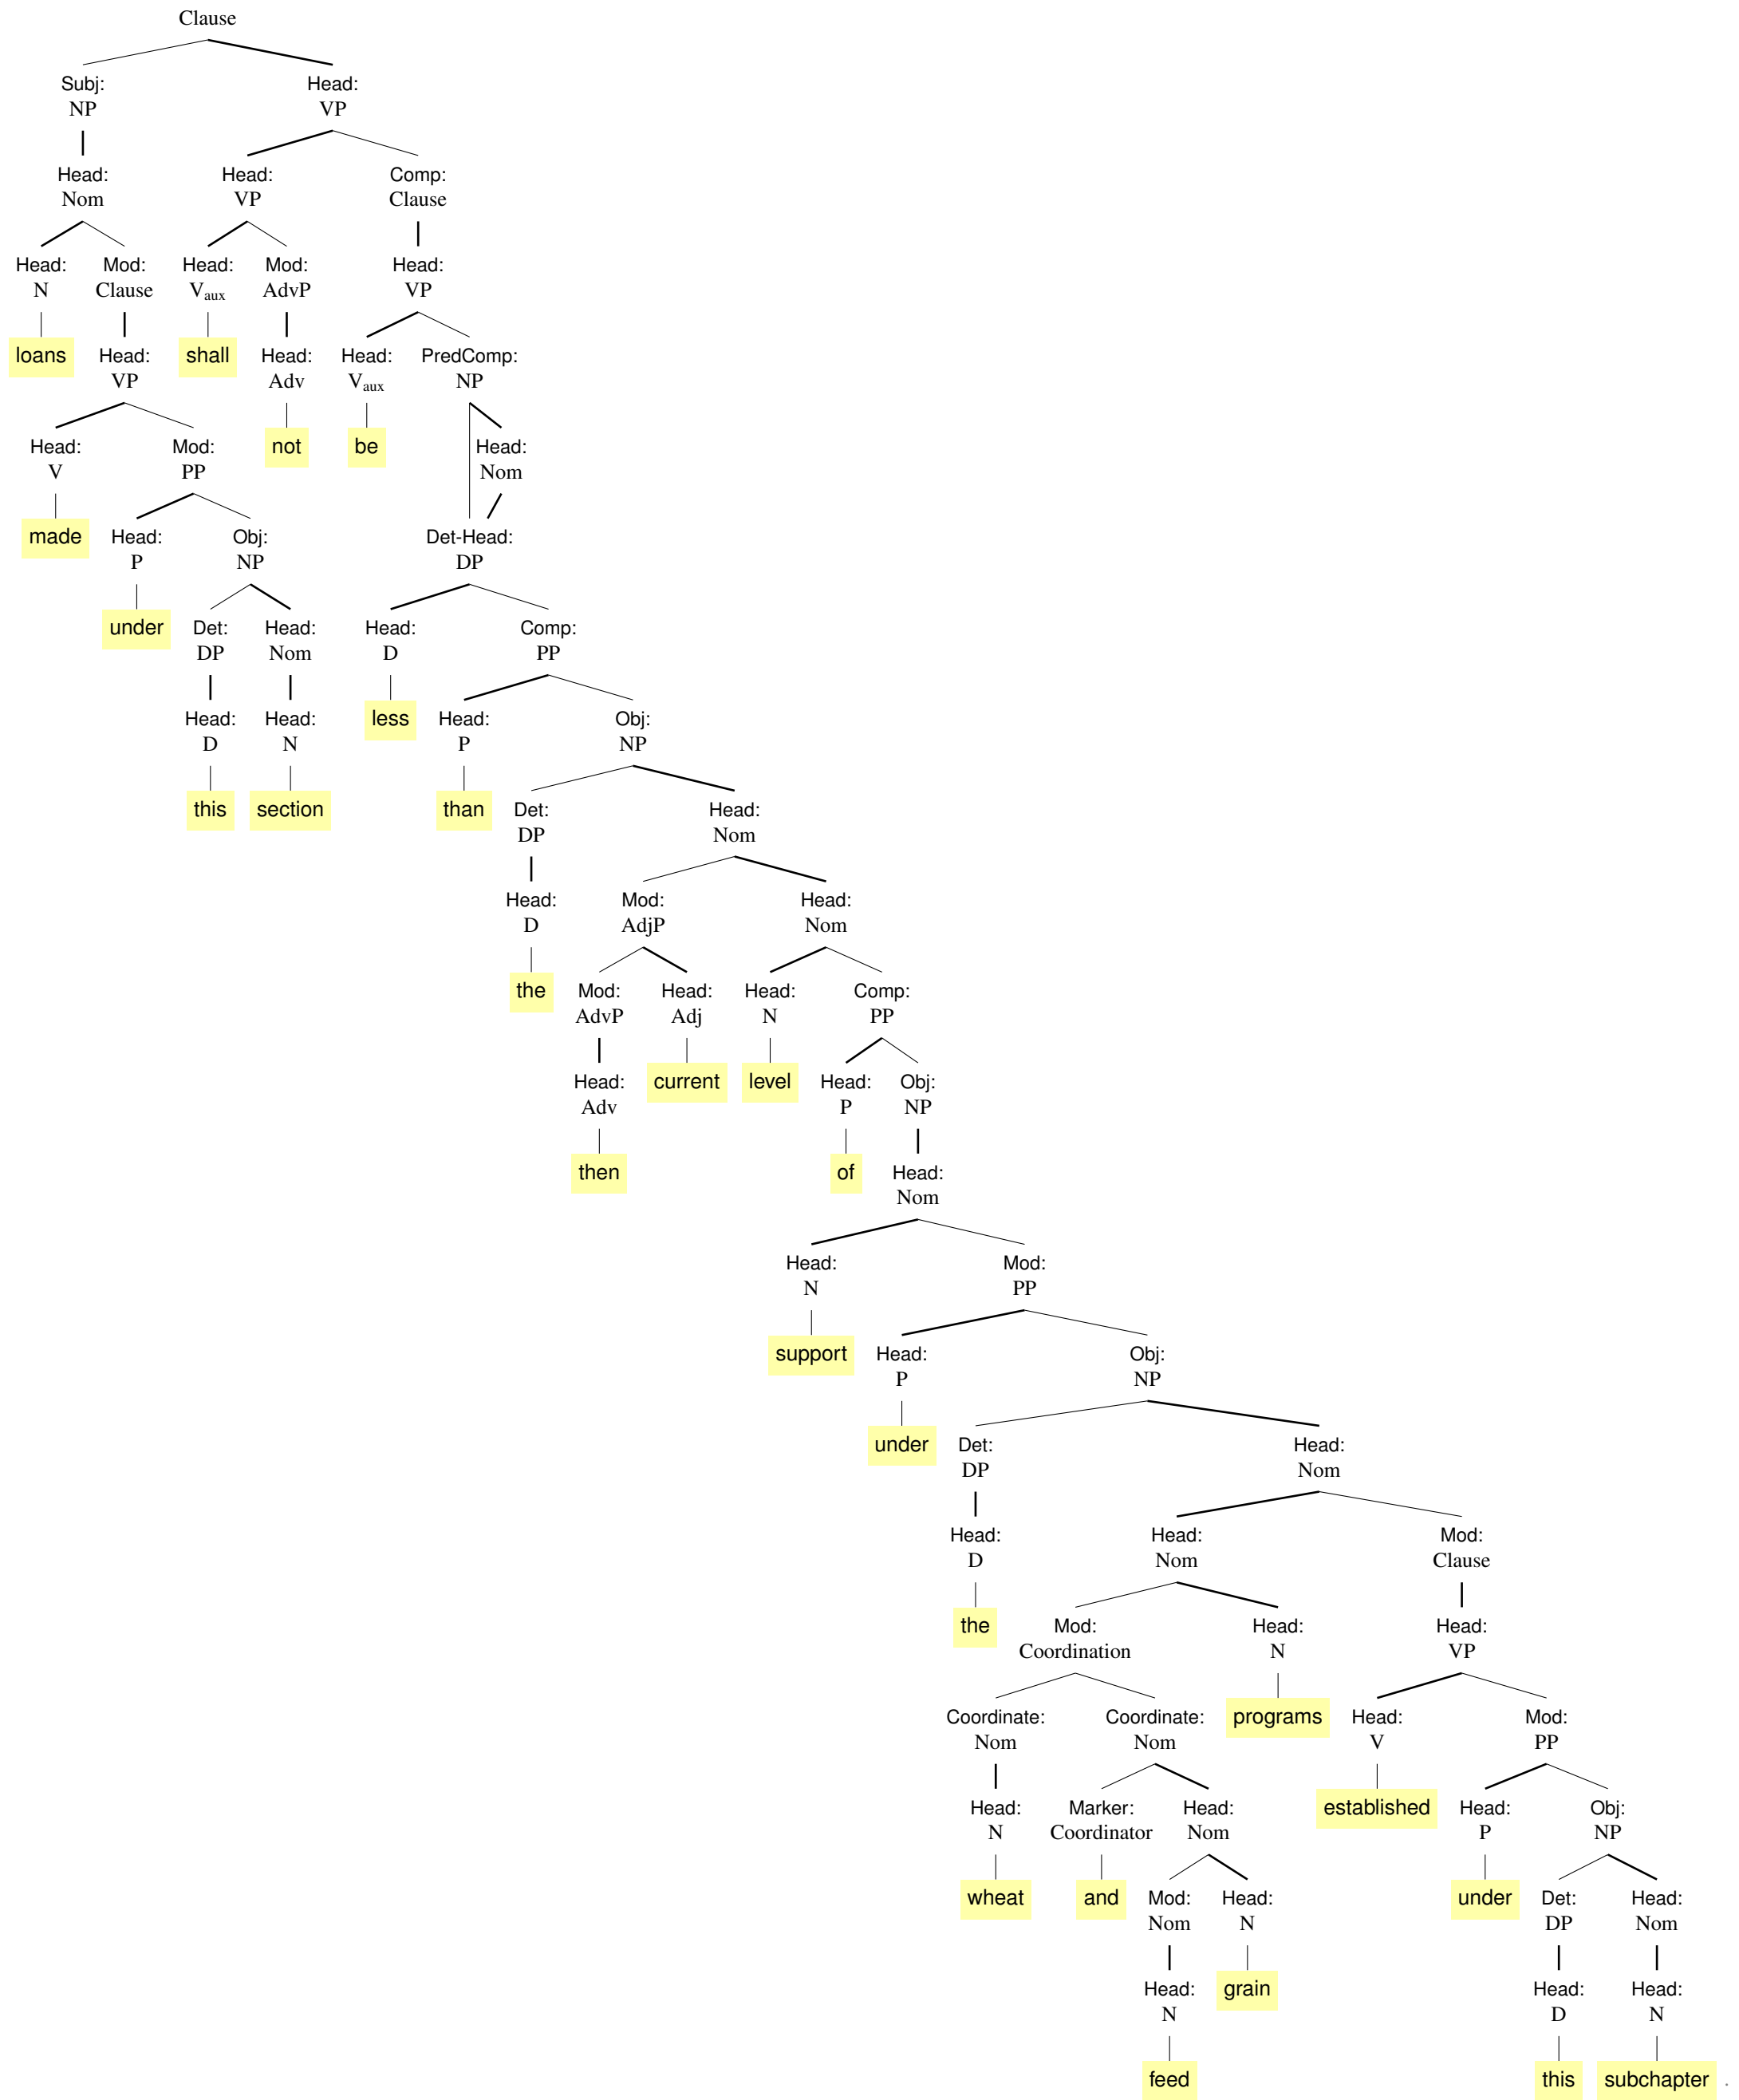 Clause
Subj: Head:
NP VP
Head: Head: Comp:
Nom VP Clause
Head: Mod: Head: Mod: Head:
N Clause Vaux AdvP VP
loans Head: shall Head: Head: PredComp:
VP Adv Vaux NP
Head: Mod: not be Head:
V PP Nom
made Head: Obj: Det-Head:
P NP DP
under Det: Head: Head: Comp:
DP Nom D PP
Head: Head: less Head: Obj:
D N P NP
this section than Det: Head:
DP Nom
Head: Mod: Head:
D AdjP Nom
the Mod: Head: Head: Comp:
AdvP Adj N PP
Head: current level Head: Obj:
Adv P NP
then of Head:
Nom
Head: Mod:
N PP
support Head: Obj:
P NP
under Det: Head:
DP Nom
Head: Head: Mod:
D Nom Clause
the Mod: Head: Head:
Coordination N VP
Coordinate: Coordinate: programs Head: Mod:
Nom Nom V PP
Head: Marker: Head: established Head: Obj:
N Coordinator Nom P NP
wheat and Mod: Head: under Det: Head:
Nom N DP Nom
Head: grain Head: Head:
N D N
feed this subchapter .